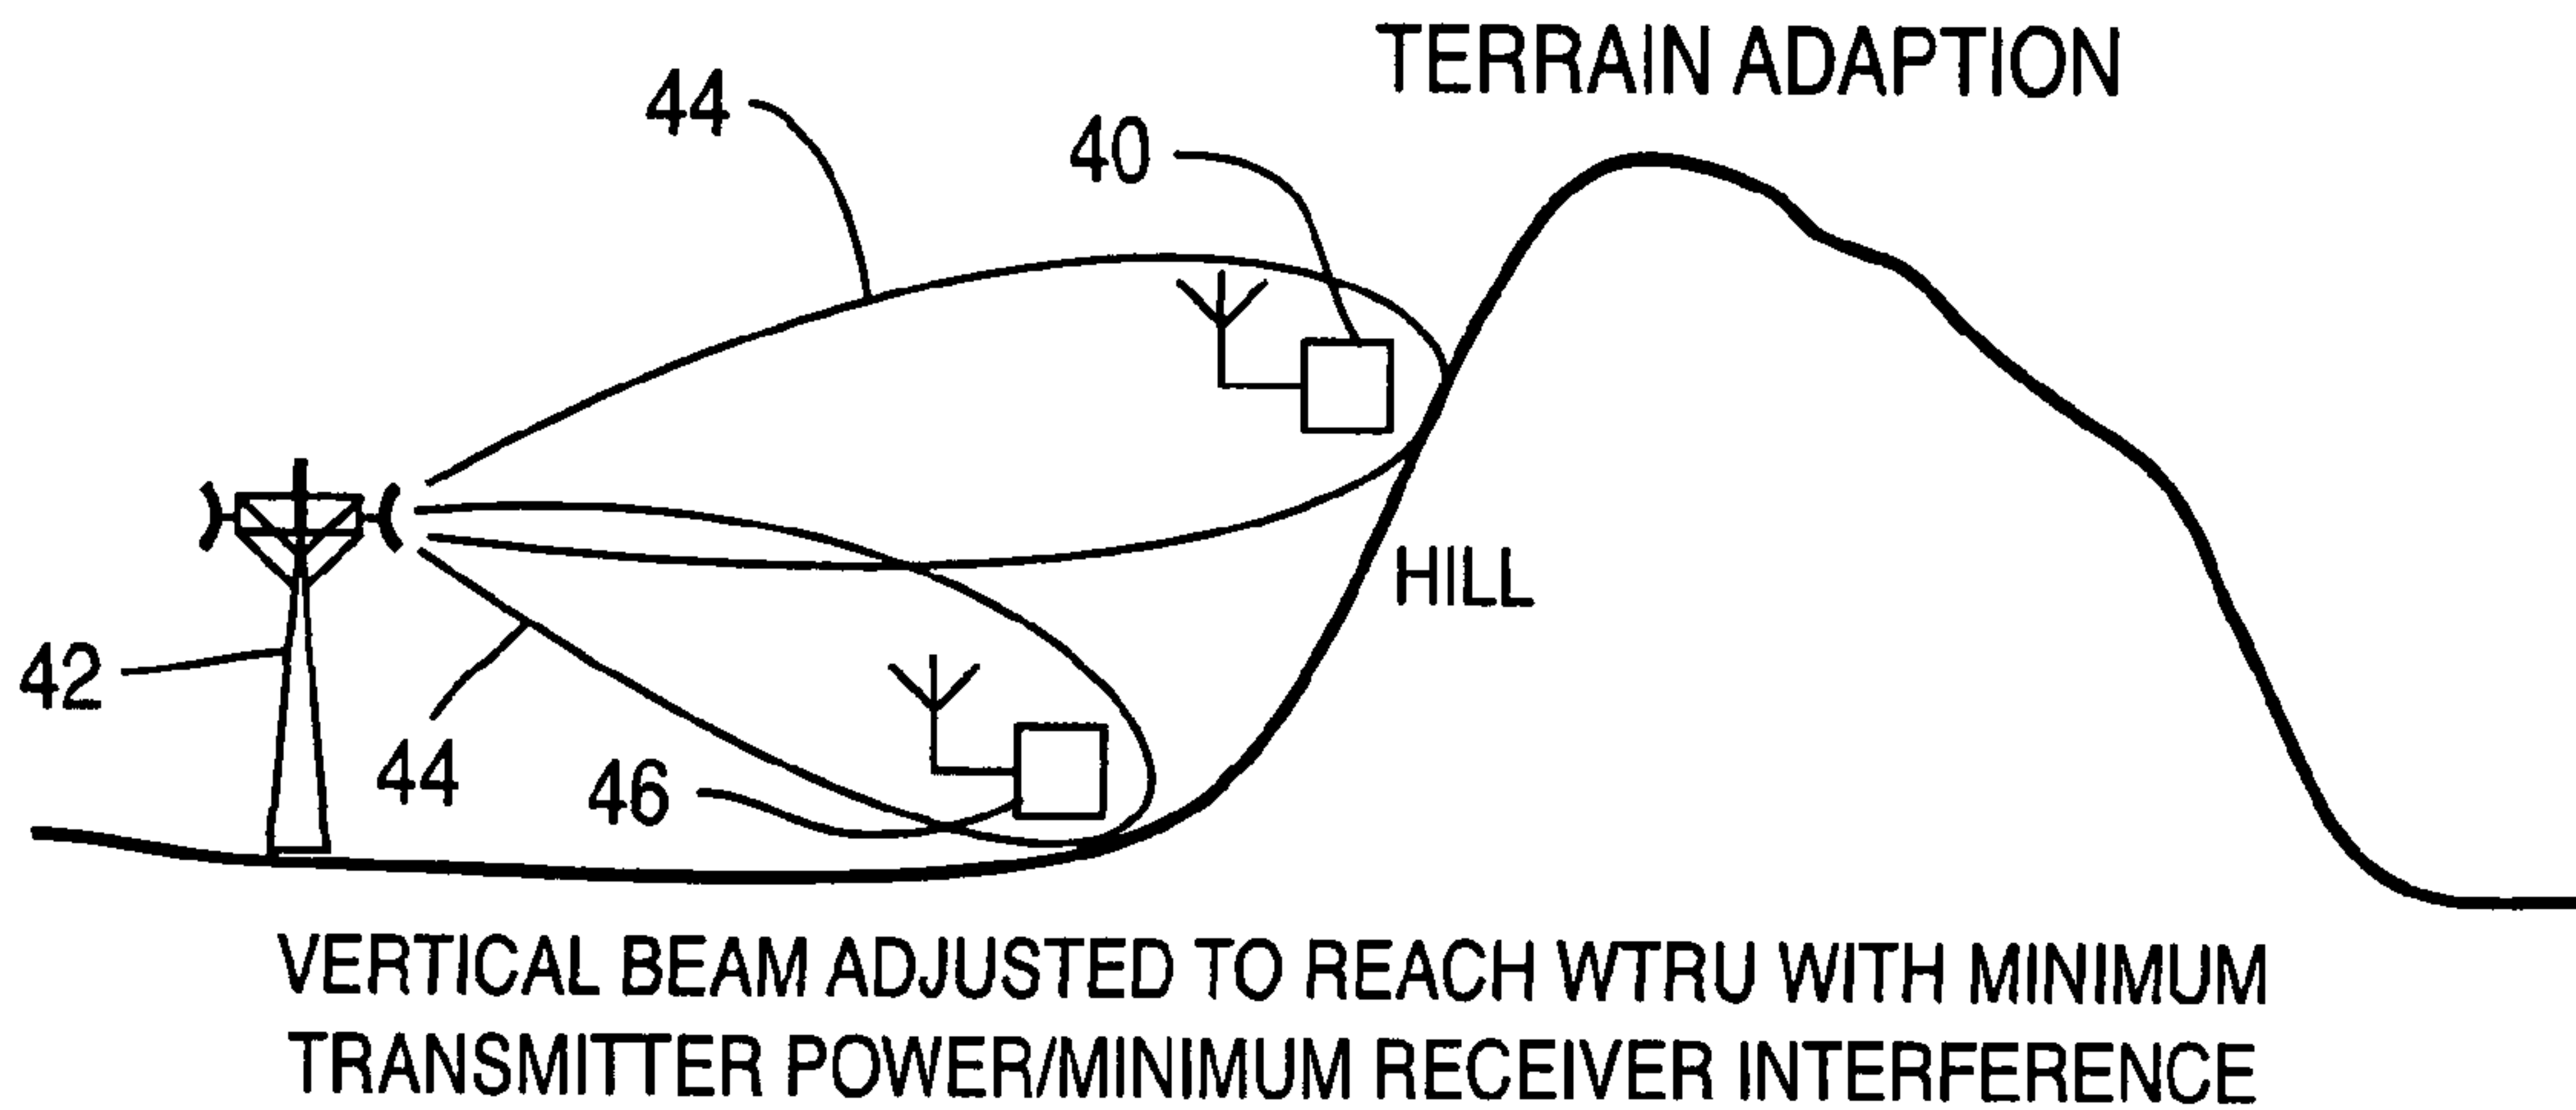 TERRAIN ADAPTION
44
40
HILL
42
44
46
VERTICAL BEAM ADJUSTED TO REACH WTRU WITH MINIMUM
TRANSMITTER POWER/MINIMUM RECEIVER INTERFERENCE